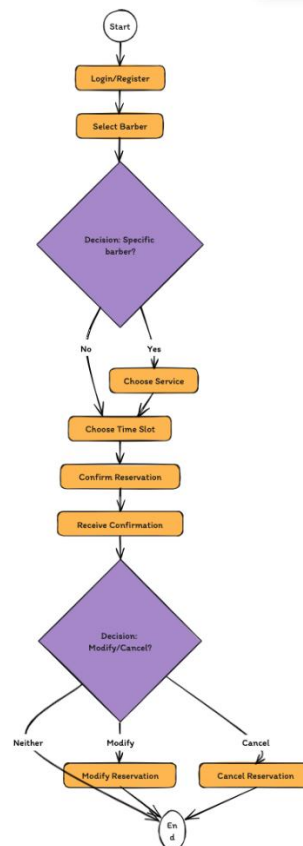 Start
Login/Register
Select Barber
Decision: Specific
barber?
No
Yes
Choose Service
Choose Time Slot
Confirm Reservation
Receive Confirmation
Decision:
Modify/Cancel?
Neither
Modify
Cancel
Modify Reservation
Cancel Reservation
En
d